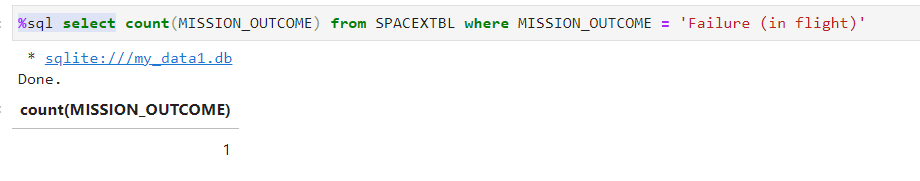 %sql select count(MISSION_OUTCOME) from SPACEXTBL where MISSION_OUTCOME = 'Failure (in flight)'
* sqlite:///my_data1.db
Done.
count(MISSION_OUTCOME)
1